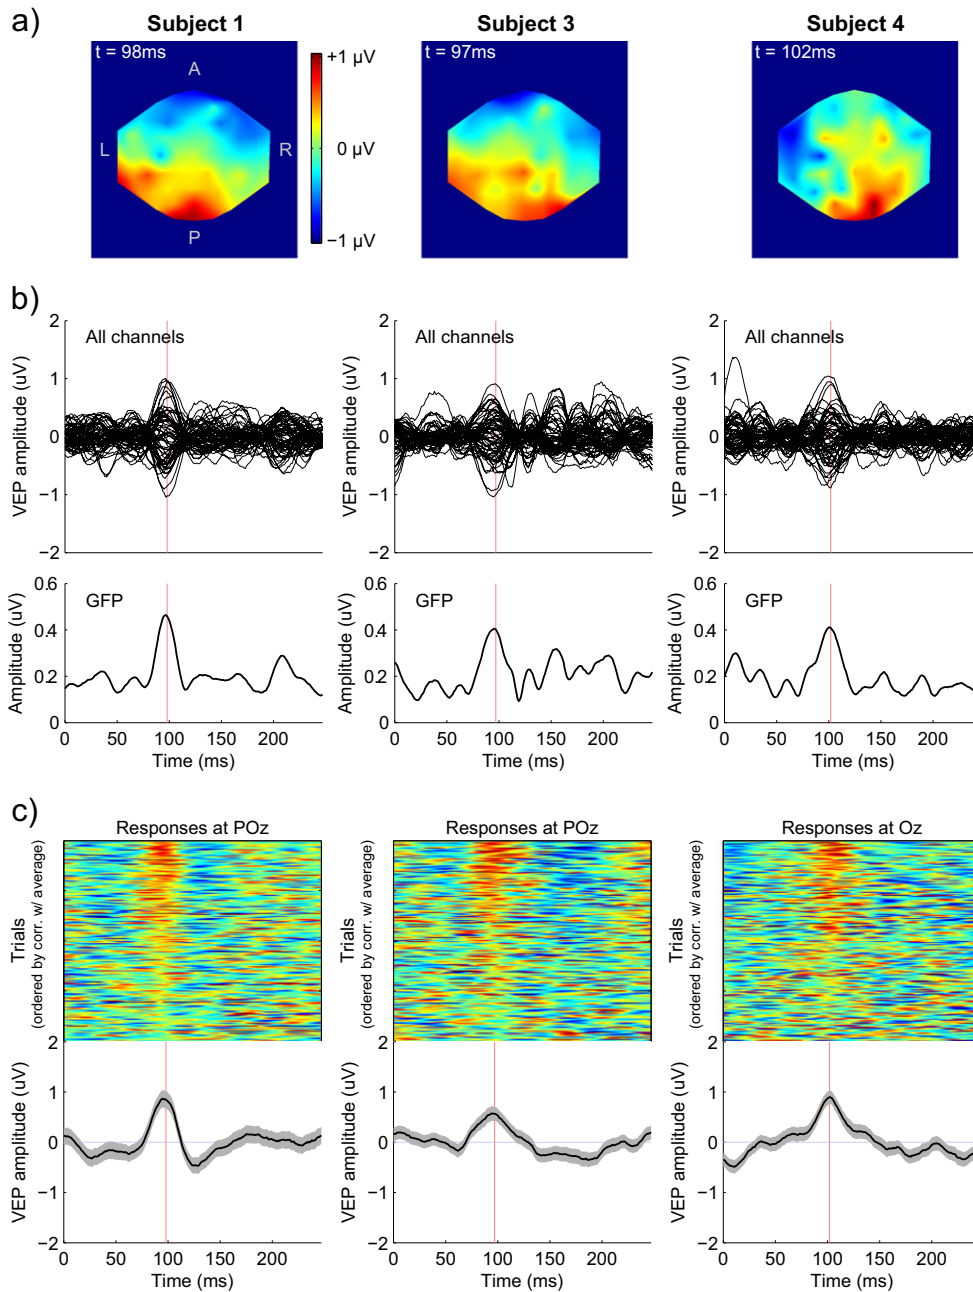 a)
Subject 1
Subject 3
Subject 4
t = 98ms
t = 97ms
t = 102ms
A
L
R
P
+1 µV
0 µV
−1 µV
b)
VEP amplitude (uV)
2
1
0
−1
−2
All channels
VEP amplitude (uV)
2
1
0
−1
−2
All channels
VEP amplitude (uV)
2
1
0
−1
−2
All channels
Amplitude (uV)
0.6
0.4
0.2
0
GFP
0 50 100 150 200
Time (ms)
Amplitude (uV)
0.6
0.4
0.2
0
GFP
0 50 100 150 200
Time (ms)
Amplitude (uV)
0.6
0.4
0.2
0
GFP
0 50 100 150 200
Time (ms)
c)
Responses at POz
Trials
(ordered by corr. w/ average)
Responses at POz
Trials
(ordered by corr. w/ average)
Responses at Oz
Trials
(ordered by corr. w/ average)
VEP amplitude (uV)
2
1
0
−1
−2
0 50 100 150 200
Time (ms)
VEP amplitude (uV)
2
1
0
−1
−2
0 50 100 150 200
Time (ms)
VEP amplitude (uV)
2
1
0
−1
−2
0 50 100 150 200
Time (ms)